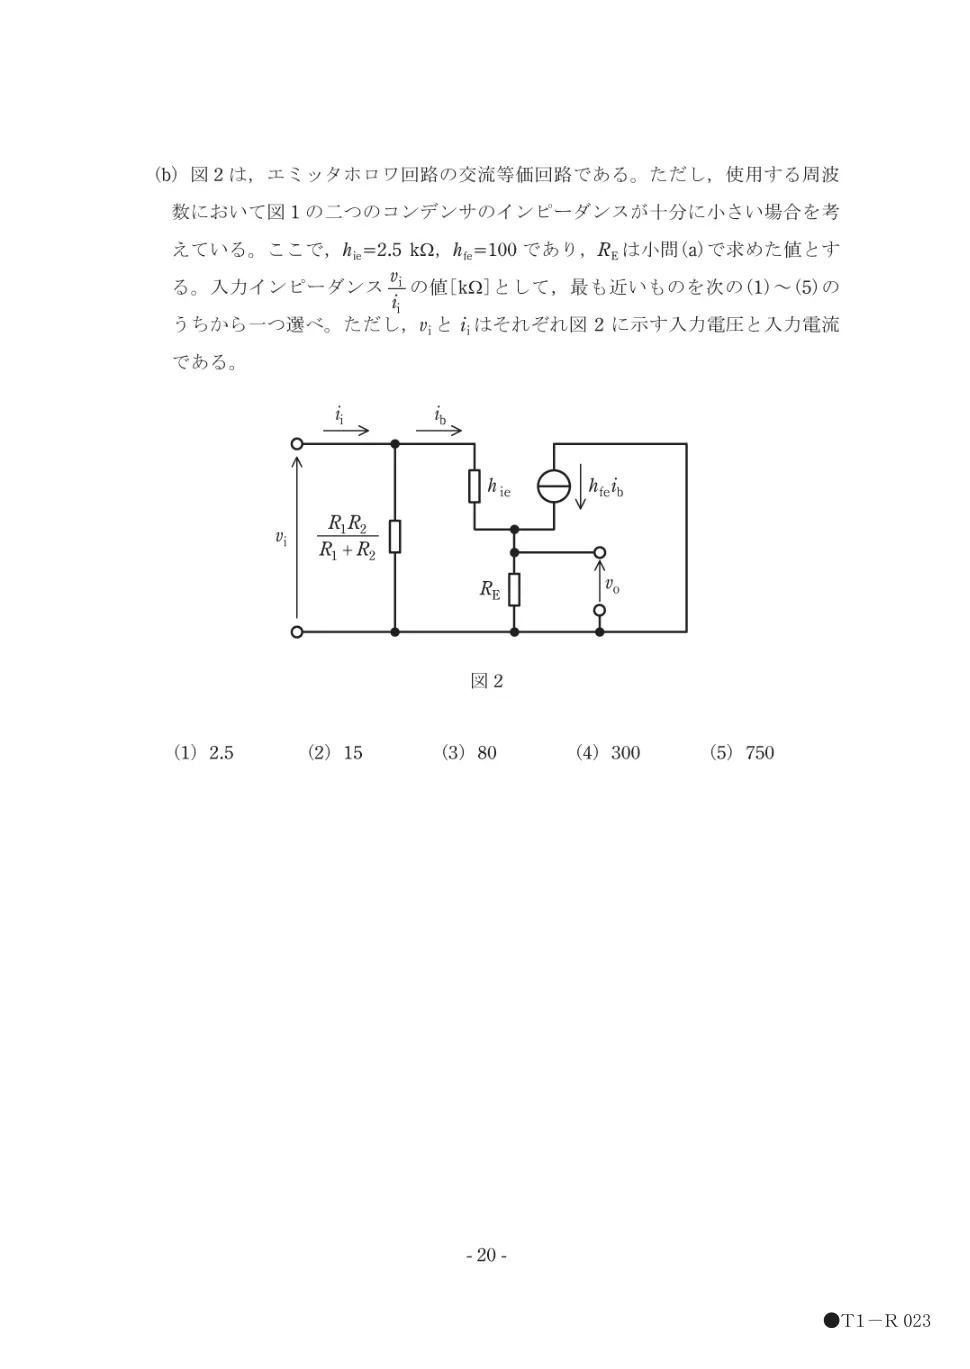 (b) 図2は，エミッタホロワ回路の交流等価回路である。ただし，使用する周波
数において図1の二つのコンデンサのインピーダンスが十分に小さい場合を考
えている。ここで，hie=2.5 kΩ，hfe=100 であり，REは小問(a)で求めた値とす
る。入力インピーダンス vi/ii の値[kΩ]として，最も近いものを次の(1)～(5)の
うちから一つ選べ。ただし，viと iiはそれぞれ図 2 に示す入力電圧と入力電流
である。
ii
ib
hie
hfeib
vi
R1R2
R1 + R2
RE
vo
図 2
(1) 2.5 (2) 15 (3) 80 (4) 300 (5) 750
- 20 -
●T1－R 023